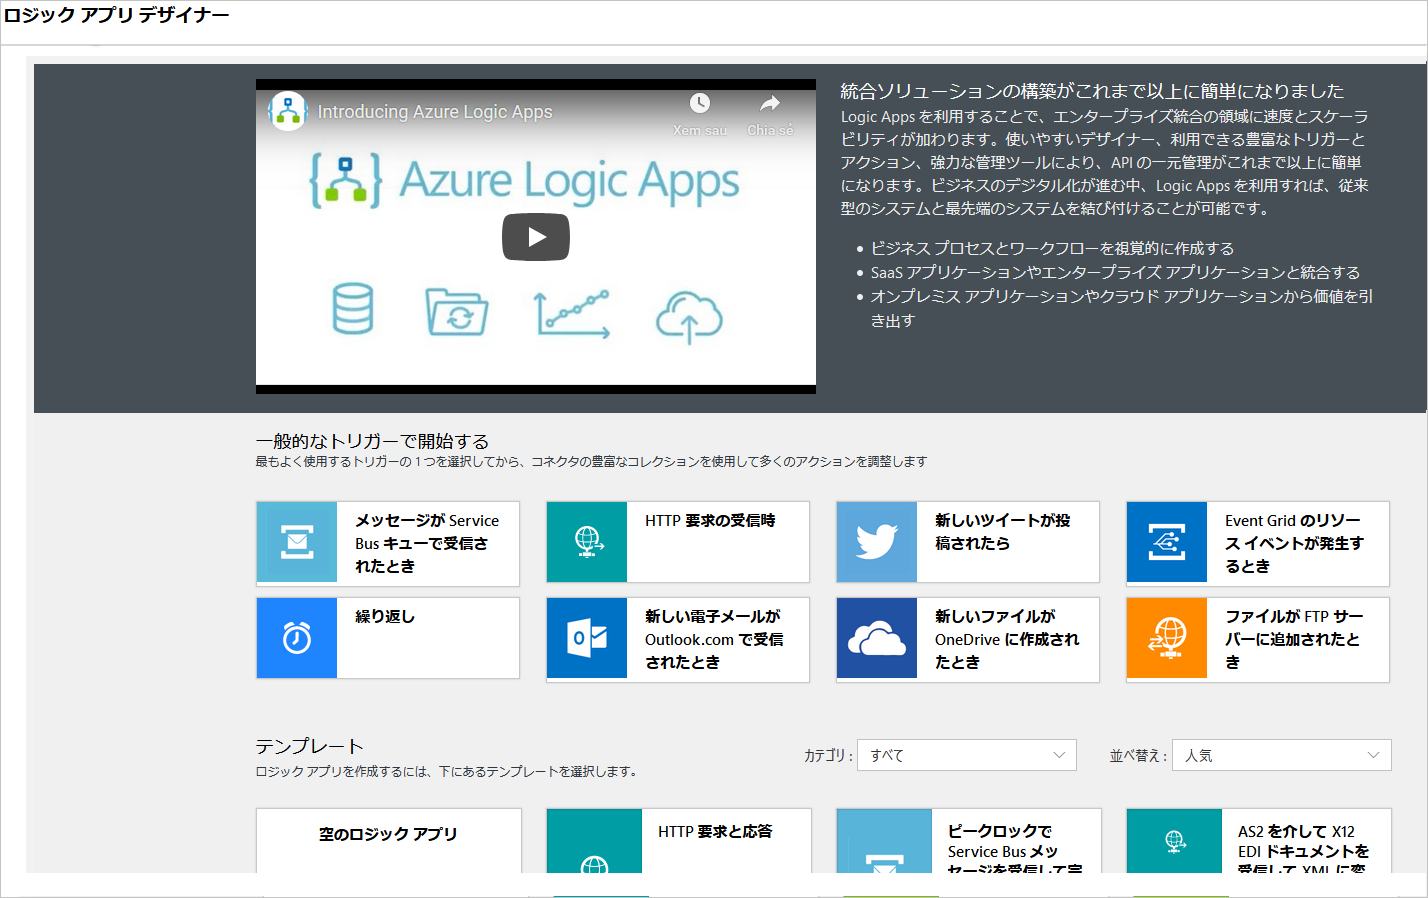 ロジック アプリ デザイナー
Introducing Azure Logic Apps
Xem sau
Chia sẻ
Azure Logic Apps
統合ソリューションの構築がこれまで以上に簡単になりました
Logic Apps を利用することで、エンタープライズ統合の領域に速度とスケーラ
ビリティが加わります。使いやすいデザイナー、利用できる豊富なトリガーと
アクション、強力な管理ツールにより、API の一元管理がこれまで以上に簡単
になります。ビジネスのデジタル化が進む中、Logic Apps を利用すれば、従来
型のシステムと最先端のシステムを結び付けることが可能です。
• ビジネス プロセスとワークフローを視覚的に作成する
• SaaS アプリケーションやエンタープライズ アプリケーションと統合する
• オンプレミス アプリケーションやクラウド アプリケーションから価値を引
き出す
一般的なトリガーで開始する
最もよく使用するトリガーの 1 つを選択してから、コネクタの豊富なコレクションを使用して多くのアクションを調整します
メッセージが Service
Bus キューで受信さ
れたとき
HTTP 要求の受信時
新しいツイートが投
稿されたら
Event Grid のリソー
ス イベントが発生す
るとき
繰り返し
新しい電子メールが
Outlook.com で受信
されたとき
新しいファイルが
OneDrive に作成され
たとき
ファイルが FTP サー
バーに追加されたと
き
テンプレート
ロジック アプリを作成するには、下にあるテンプレートを選択します。
カテゴリ : すべて
並べ替え : 人気
空のロジック アプリ
HTTP 要求と応答
ピークロックで
Service Bus メッ
セージを受信して完
AS2 を介して X12
EDI ドキュメントを
受信して XML に変